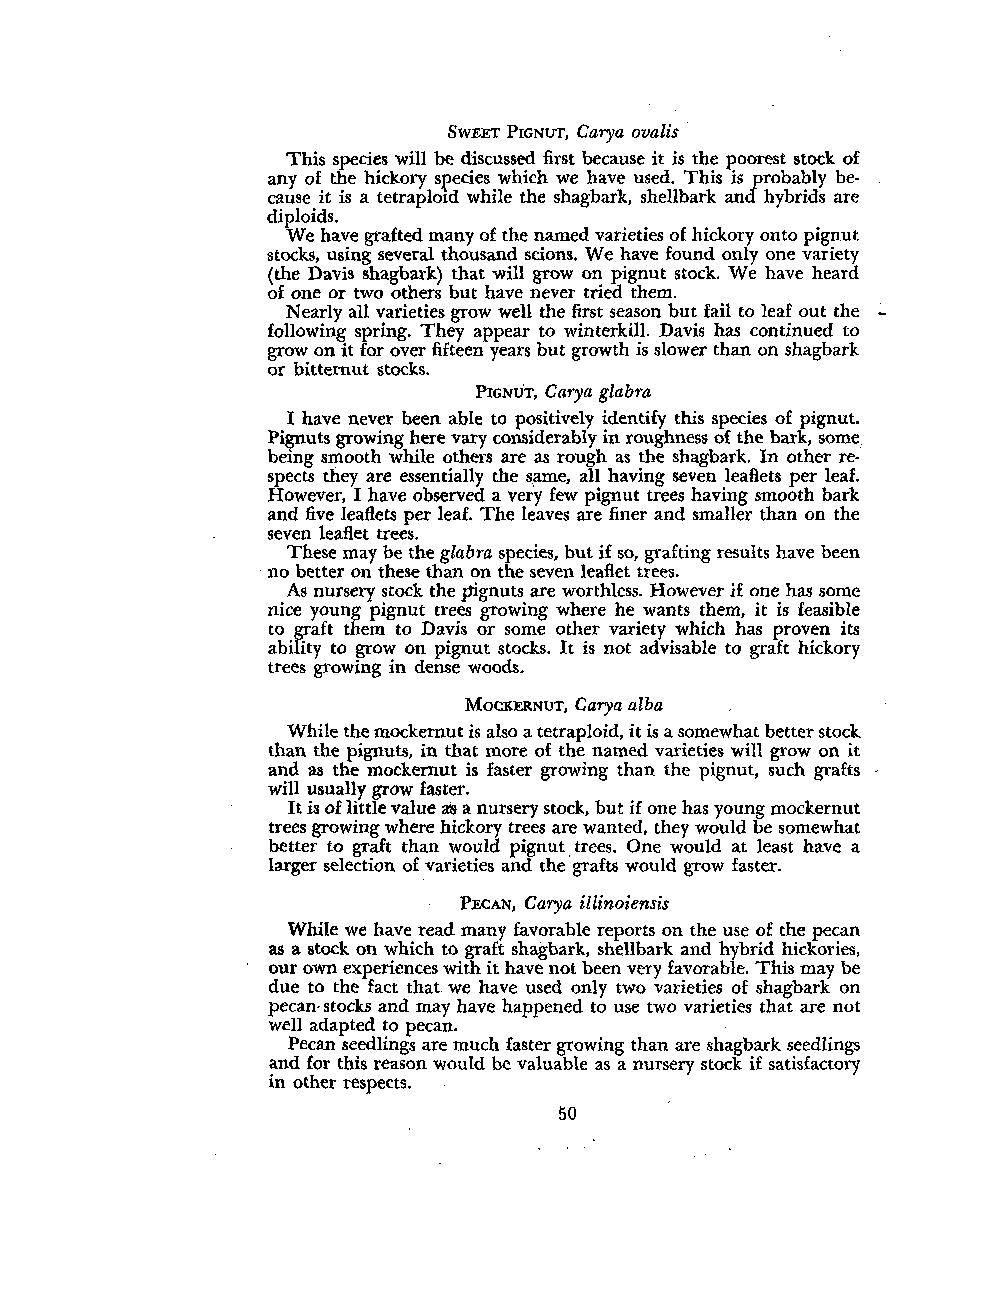 SWEET PIGNUT, Carya ovalis
This species will be discussed first because it is the poorest stock of
any of the hickory species which we have used. This is probably be-
cause it is a tetraploid while the shagbark, shellbark and hybrids are
diploids.
We have grafted many of the named varieties of hickory onto pignut
stocks, using several thousand scions. We have found only one variety
(the Davis shagbark) that will grow on pignut stock. We have heard
of one or two others but have never tried them.
Nearly all varieties grow well the first season but fail to leaf out the
following spring. They appear to winterkill. Davis has continued to
grow on it for over fifteen years but growth is slower than on shagbark
or bitternut stocks.
PIGNUT, Carya glabra
I have never been able to positively identify this species of pignut.
Pignuts growing here vary considerably in roughness of the bark, some
being smooth while others are as rough as the shagbark. In other re-
spects they are essentially the same, all having seven leaflets per leaf.
However, I have observed a very few pignut trees having smooth bark
and five leaflets per leaf. The leaves are finer and smaller than on the
seven leaflet trees.
These may be the glabra species, but if so, grafting results have been
no better on these than on the seven leaflet trees.
As nursery stock the pignuts are worthless. However if one has some
nice young pignut trees growing where he wants them, it is feasible
to graft them to Davis or some other variety which has proven its
ability to grow on pignut stocks. It is not advisable to graft hickory
trees growing in dense woods.
MOCKERNUT, Carya alba
While the mockernut is also a tetraploid, it is a somewhat better stock
than the pignuts, in that more of the named varieties will grow on it
and as the mockernut is faster growing than the pignut, such grafts
will usually grow faster.
It is of little value as a nursery stock, but if one has young mockernut
trees growing where hickory trees are wanted, they would be somewhat
better to graft than would pignut trees. One would at least have a
larger selection of varieties and the grafts would grow faster.
PECAN, Carya illinoiensis
While we have read many favorable reports on the use of the pecan
as a stock on which to graft shagbark, shellbark and hybrid hickories,
our own experiences with it have not been very favorable. This may be
due to the fact that we have used only two varieties of shagbark on
pecan stocks and may have happened to use two varieties that are not
well adapted to pecan.
Pecan seedlings are much faster growing than are shagbark seedlings
and for this reason would be valuable as a nursery stock if satisfactory
in other respects.
50